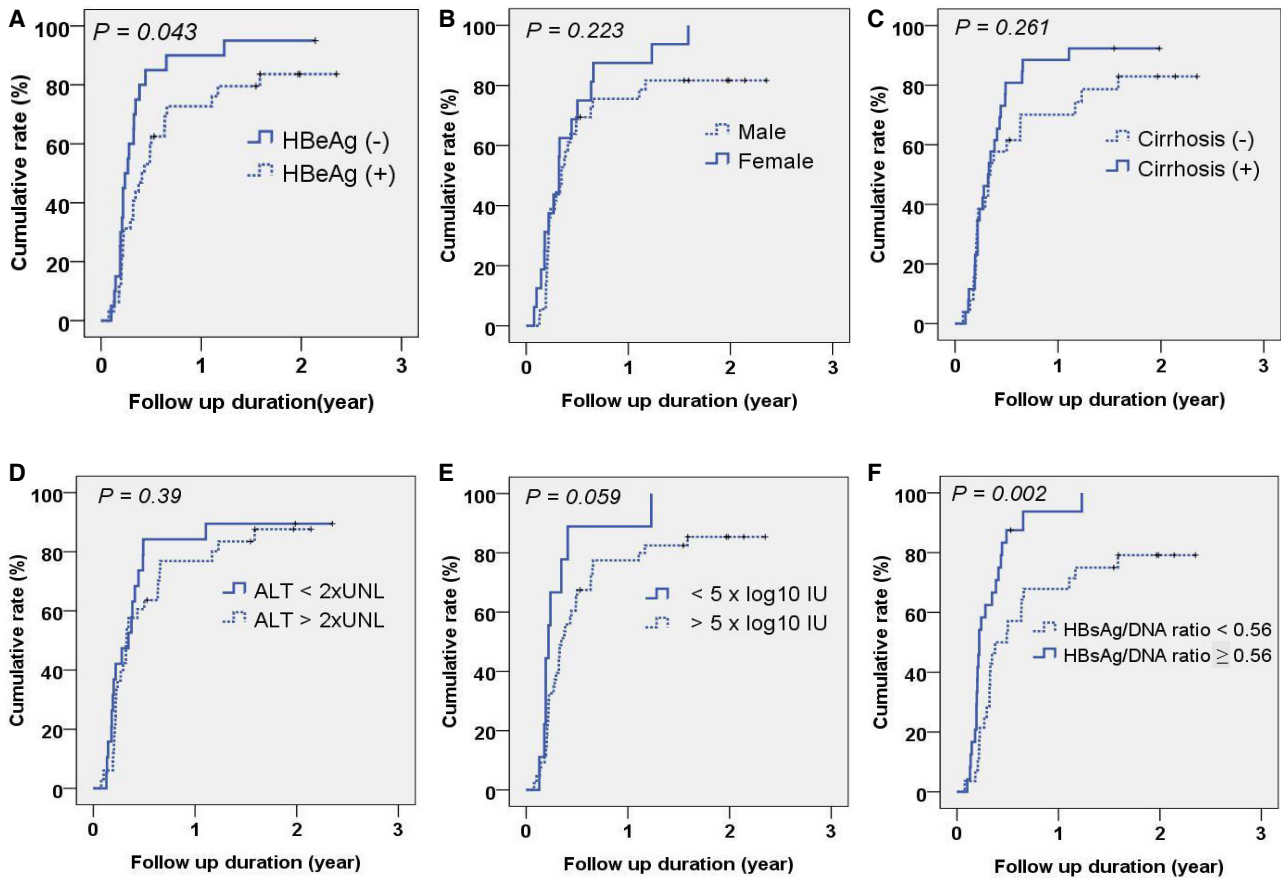 A
P = 0.043
Cumulative rate (%)
100
80
60
40
20
0
HBeAg (-)
HBeAg (+)
0 1 2 3
Follow up duration(year)
B
P = 0.223
Cumulative rate (%)
100
80
60
40
20
0
Male
Female
0 1 2 3
Follow up duration (year)
C
P = 0.261
Cumulative rate (%)
100
80
60
40
20
0
Cirrhosis (-)
Cirrhosis (+)
0 1 2 3
Follow up duration (year)
D
P = 0.39
Cumulative rate (%)
100
80
60
40
20
0
ALT < 2xUNL
ALT > 2xUNL
0 1 2 3
Follow up duration (year)
E
P = 0.059
Cumulative rate (%)
100
80
60
40
20
0
< 5 x log10 IU
> 5 x log10 IU
0 1 2 3
Follow up duration (year)
F
P = 0.002
Cumulative rate (%)
100
80
60
40
20
0
HBsAg/DNA ratio < 0.56
HBsAg/DNA ratio ≥ 0.56
0 1 2 3
Follow up duration (year)